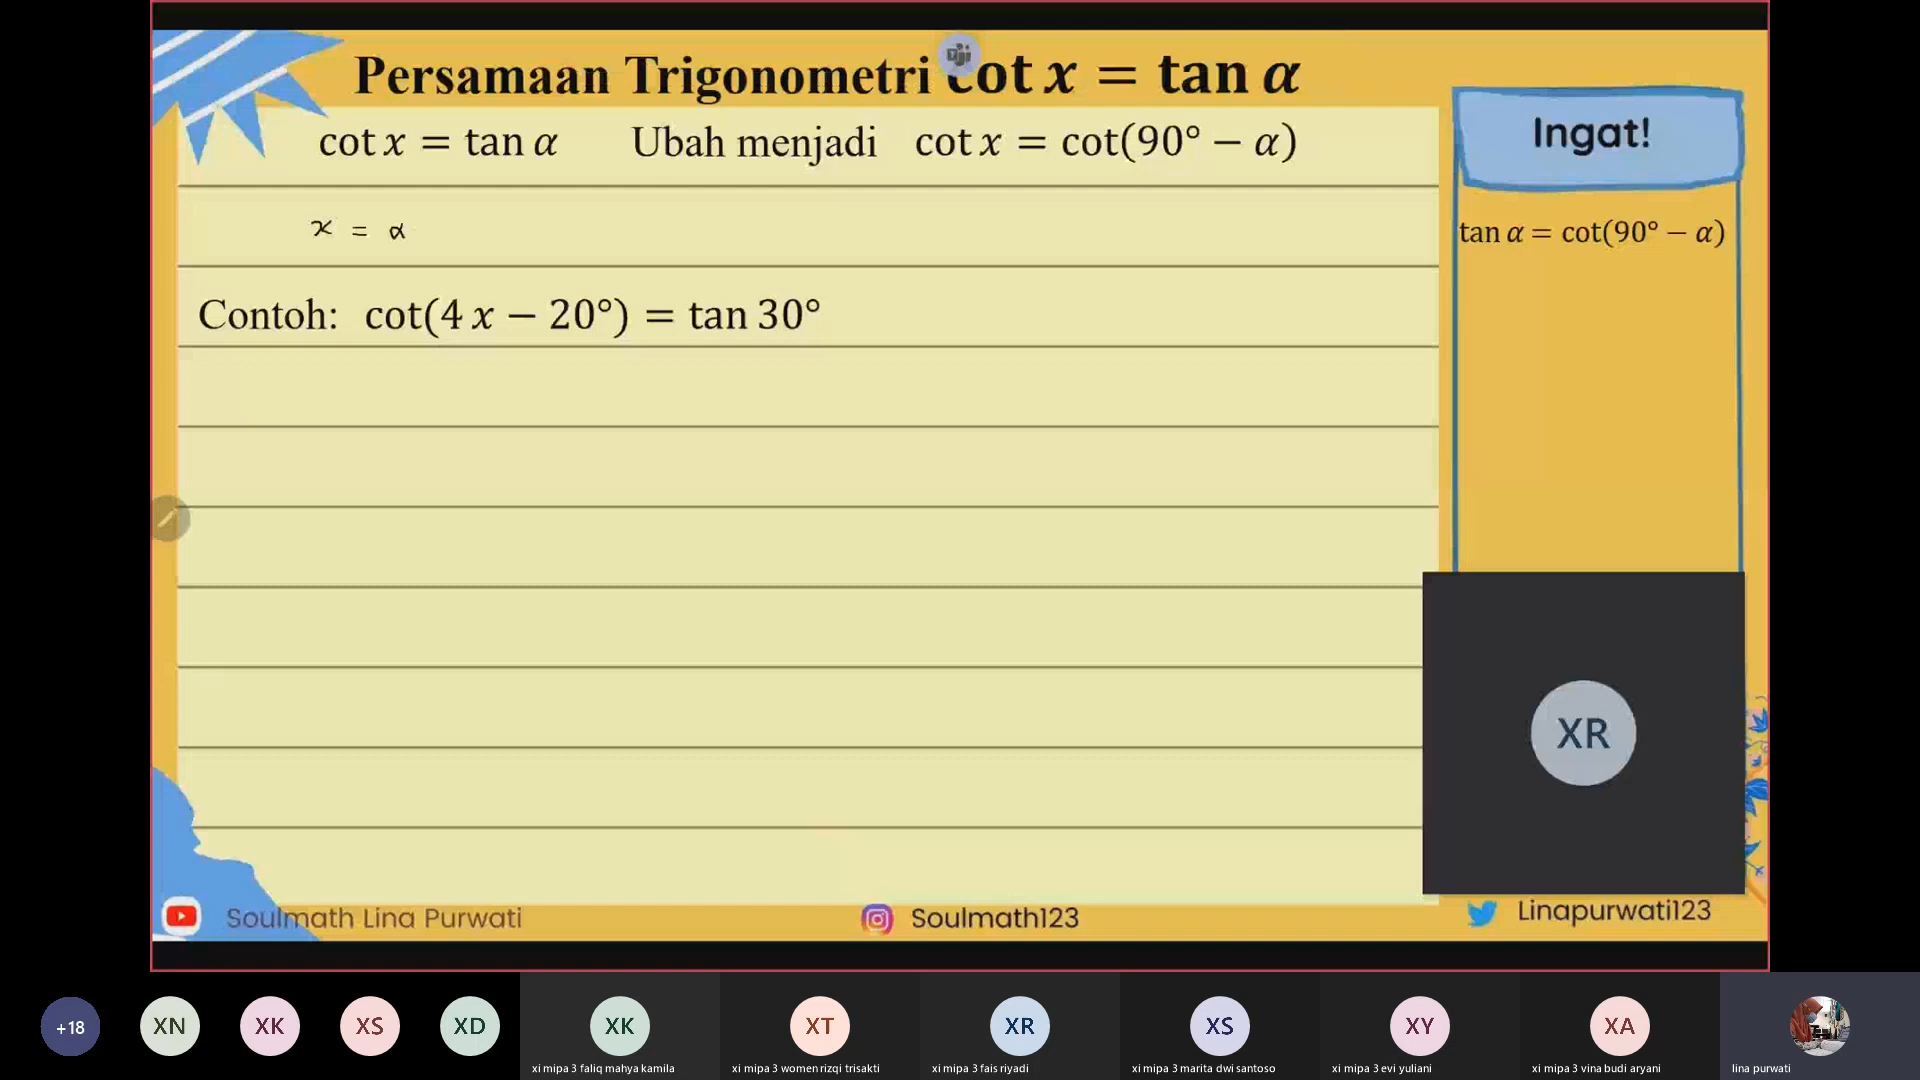 Persamaan Trigonometri cot x = tan α
cot x = tan α Ubah menjadi cot x = cot(90° − α)
Ingat!
x = α
tan α = cot(90° − α)
Contoh: cot(4 x − 20°) = tan 30°
XR
Soulmath Lina Purwati
Soulmath123
Linapurwati123
+18 XN XK XS XD XK XT XR XS XY XA
xi mipa 3 faliq mahya kamila
xi mipa 3 women rizqi trisakti
xi mipa 3 fais riyadi
xi mipa 3 marita dwi santoso
xi mipa 3 evi yuliani
xi mipa 3 vina budi aryani
lina purwati